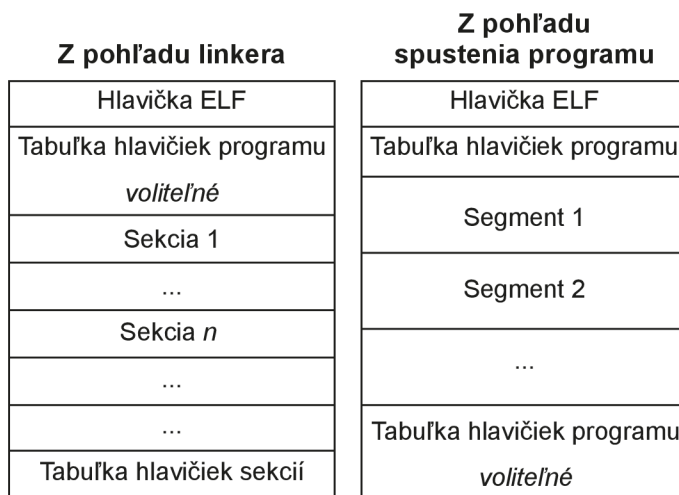 Z pohľadu linkera
Hlavička ELF
Tabuľka hlavičiek programu
voliteľné
Sekcia 1
...
Sekcia n
...
...
Tabuľka hlavičiek sekcií
Z pohľadu
spustenia programu
Hlavička ELF
Tabuľka hlavičiek programu
Segment 1
Segment 2
...
Tabuľka hlavičiek programu
voliteľné